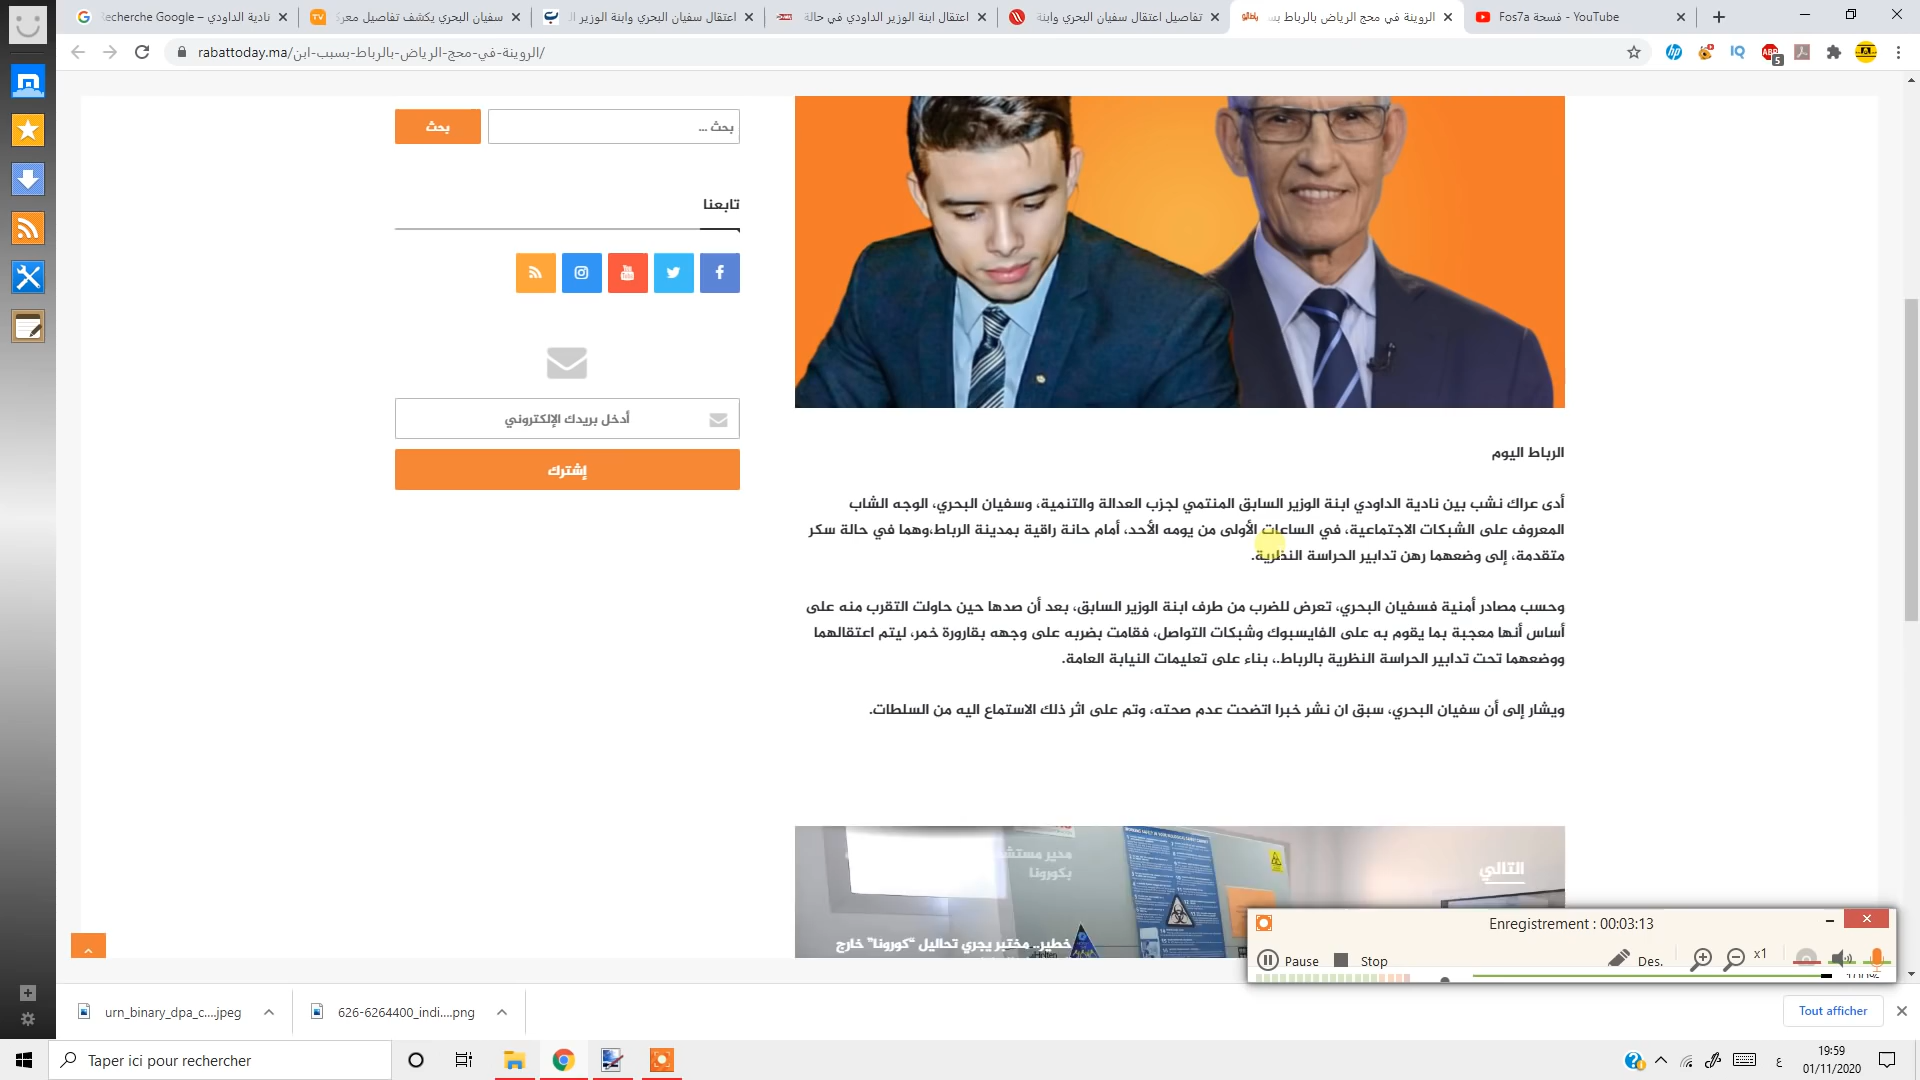 نادية الداودي – Recherche Google
سفيان البحري يكشف تفاصيل معر
اعتقال سفيان البحري وابنة الوزير ال
اعتقال ابنة الوزير الداودي في حالة
تفاصيل اعتقال سفيان البحري وابنة
الروينة في محج الرياض بالرباط بس
Fos7a فسحة - YouTube
rabattoday.ma/الروينة-في-محج-الرياض-بالرباط-بسبب-ابن/
ABP
5
بحث ...
بحث
تابعنا
أدخل بريدك الإلكتروني
إشترك
الرباط اليوم
أدى عراك نشب بين نادية الداودي ابنة الوزير السابق المنتمي لجزب العدالة والتنمية، وسفيان البحري، الوجه الشاب
المعروف على الشبكات الاجتماعية، في الساعات الأولى من يومه الأحد، أمام حانة راقية بمدينة الرباط،وهما في حالة سكر
متقدمة، إلى وضعهما رهن تدابير الحراسة النظرية.
وحسب مصادر أمنية فسفيان البحري، تعرض للضرب من طرف ابنة الوزير السابق، بعد أن صدها حين حاولت التقرب منه على
أساس أنها معجبة بما يقوم به على الفايسبوك وشبكات التواصل، فقامت بضربه على وجهه بقارورة خمر، ليتم اعتقالهما
ووضعهما تحت تدابير الحراسة النظرية بالرباط.، بناء على تعليمات النيابة العامة.
ويشار إلى أن سفيان البحري، سبق ان نشر خبرا اتضحت عدم صحته، وتم على اثر ذلك الاستماع اليه من السلطات.
التالي
مدير مستش
بكورونا
خطير.. مختبر يجري تحاليل “كورونا” خارج
Enregistrement : 00:03:13
Pause
Stop
Des.
x1
100%
urn_binary_dpa_c....jpeg
626-6264400_indi....png
Tout afficher
Taper ici pour rechercher
ع
19:59
01/11/2020